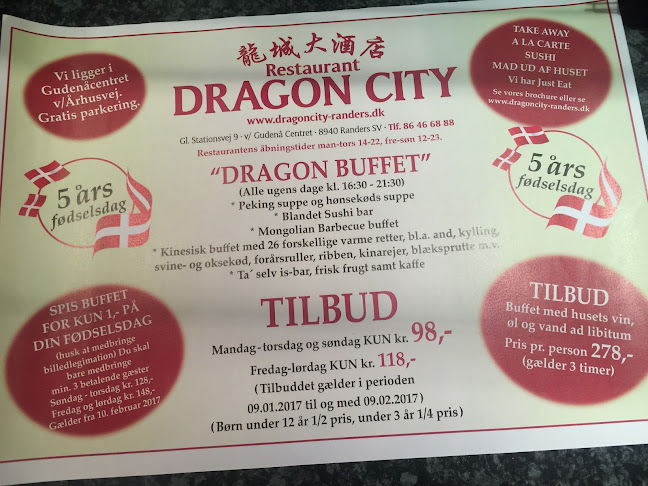 龍城大酒店
Restaurant
DRAGON CITY
www.dragoncity-randers.dk
Gl. Stationsvej 9 · v/ Gudenå Centret · 8940 Randers SV · Tlf. 86 46 68 88
Restaurantens åbningstider man-tors 14-22, fre-søn 12-23.
Vi ligger i
Gudenåcentret
v/Århusvej.
Gratis parkering.
TAKE AWAY
A LA CARTE
SUSHI
MAD UD AF HUSET
Vi har Just Eat
Se vores brochure eller se
www.dragoncity-randers.dk
5 års
fødselsdag
"DRAGON BUFFET"
(Alle ugens dage kl. 16:30 - 21:30)
* Peking suppe og hønsekøds suppe
* Blandet Sushi bar
* Mongolian Barbecue buffet
* Kinesisk buffet med 26 forskellige varme retter, bl.a. and, kylling,
svine- og oksekød, forårsruller, ribben, kinarejer, blæksprutte m.v.
* Ta´ selv is-bar, frisk frugt samt kaffe
5 års
fødselsdag
SPIS BUFFET
FOR KUN 1,- PÅ
DIN FØDSELSDAG
(husk at medbringe
billedlegimation) Du skal
bare medbringe
min. 3 betalende gæster
Søndag - torsdag kr. 128,-
Fredag og lørdag kr. 148,-
Gælder fra 10. februar 2017
TILBUD
Mandag - torsdag og søndag KUN kr. 98,-
Fredag-lørdag KUN kr. 118,-
(Tilbuddet gælder i perioden
09.01.2017 til og med 09.02.2017)
(Børn under 12 år 1/2 pris, under 3 år 1/4 pris)
TILBUD
Buffet med husets vin,
øl og vand ad libitum
Pris pr. person 278,-
(gælder 3 timer)